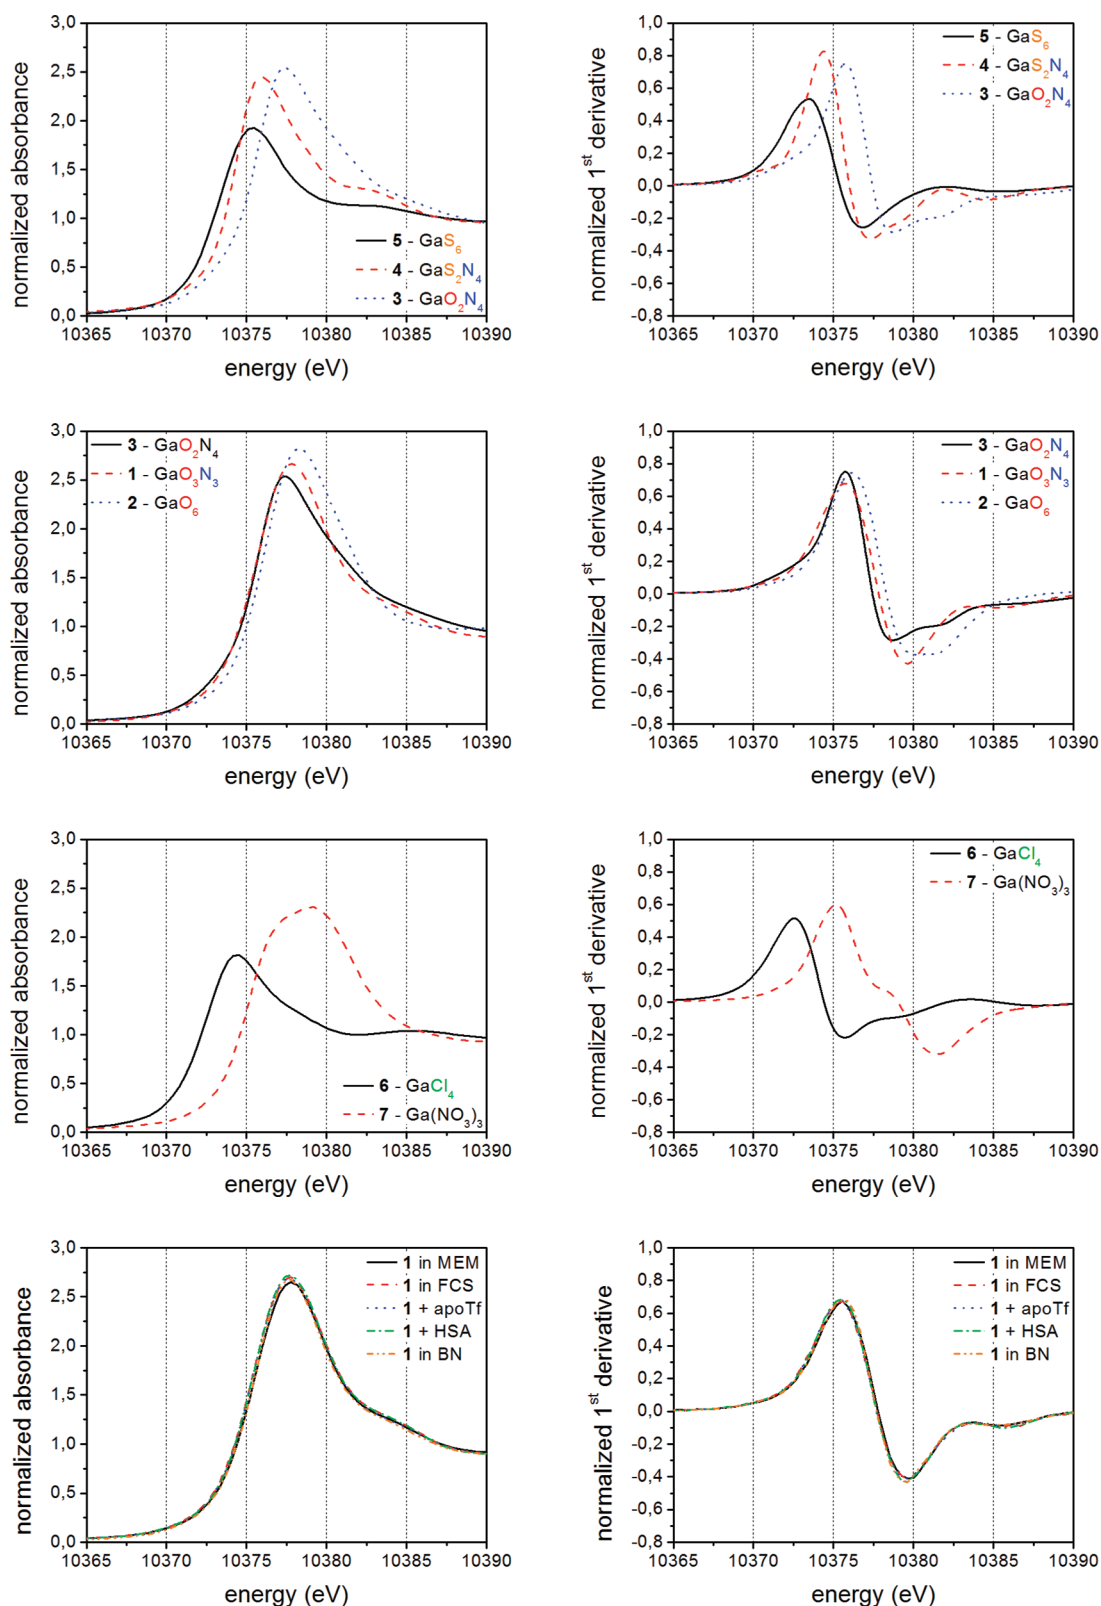 normalized absorbance
3,0
2,5
2,0
1,5
1,0
0,5
0,0
5 - GaS₆
4 - GaS₂N₄
3 - GaO₂N₄
10365 10370 10375 10380 10385 10390
energy (eV)
normalized 1ˢᵗ derivative
1,0
0,8
0,6
0,4
0,2
0,0
-0,2
-0,4
-0,6
-0,8
5 - GaS₆
4 - GaS₂N₄
3 - GaO₂N₄
10365 10370 10375 10380 10385 10390
energy (eV)
normalized absorbance
3,0
2,5
2,0
1,5
1,0
0,5
0,0
3 - GaO₂N₄
1 - GaO₃N₃
2 - GaO₆
10365 10370 10375 10380 10385 10390
energy (eV)
normalized 1ˢᵗ derivative
1,0
0,8
0,6
0,4
0,2
0,0
-0,2
-0,4
-0,6
-0,8
3 - GaO₂N₄
1 - GaO₃N₃
2 - GaO₆
10365 10370 10375 10380 10385 10390
energy (eV)
normalized absorbance
3,0
2,5
2,0
1,5
1,0
0,5
0,0
6 - GaCl₄
7 - Ga(NO₃)₃
10365 10370 10375 10380 10385 10390
energy (eV)
normalized 1ˢᵗ derivative
1,0
0,8
0,6
0,4
0,2
0,0
-0,2
-0,4
-0,6
-0,8
6 - GaCl₄
7 - Ga(NO₃)₃
10365 10370 10375 10380 10385 10390
energy (eV)
normalized absorbance
3,0
2,5
2,0
1,5
1,0
0,5
0,0
1 in MEM
1 in FCS
1 + apoTf
1 + HSA
1 in BN
10365 10370 10375 10380 10385 10390
energy (eV)
normalized 1ˢᵗ derivative
1,0
0,8
0,6
0,4
0,2
0,0
-0,2
-0,4
-0,6
-0,8
1 in MEM
1 in FCS
1 + apoTf
1 + HSA
1 in BN
10365 10370 10375 10380 10385 10390
energy (eV)